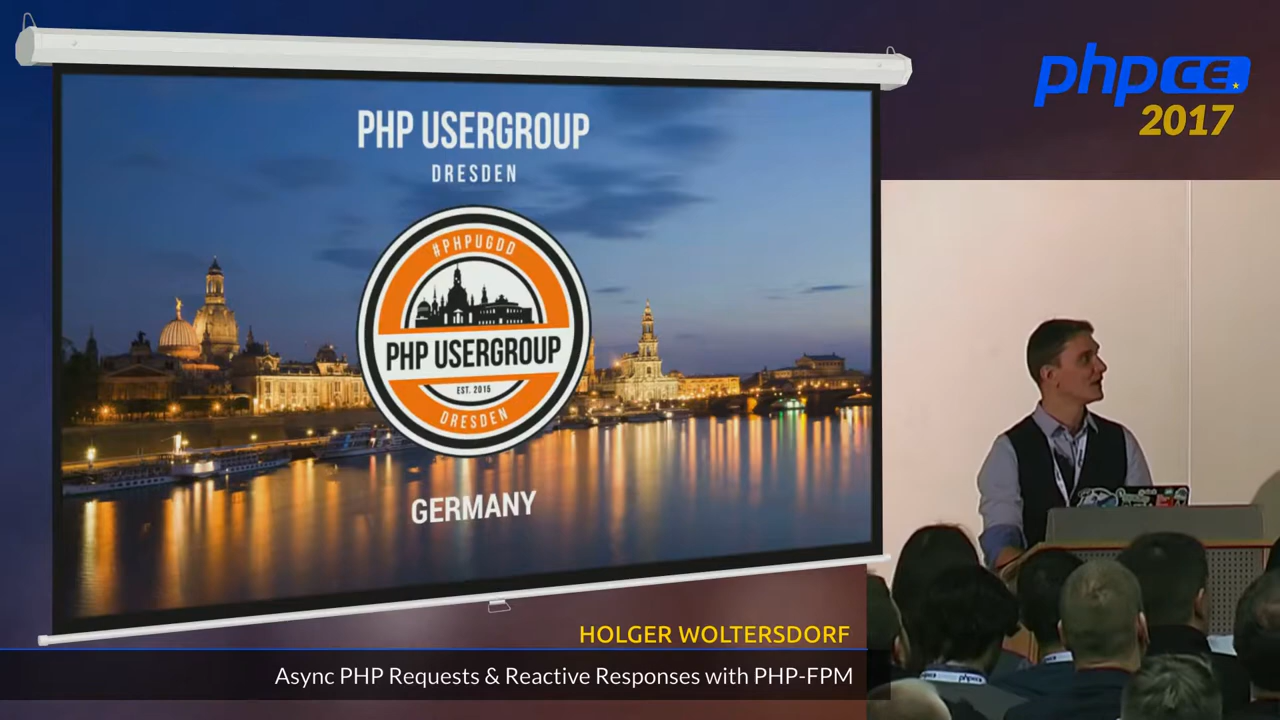 phpCE
2017
PHP USERGROUP
DRESDEN
#PHPUGDD
PHP USERGROUP
EST. 2016
DRESDEN
GERMANY
HOLGER WOLTERSDORF
Async PHP Requests & Reactive Responses with PHP-FPM
phpce